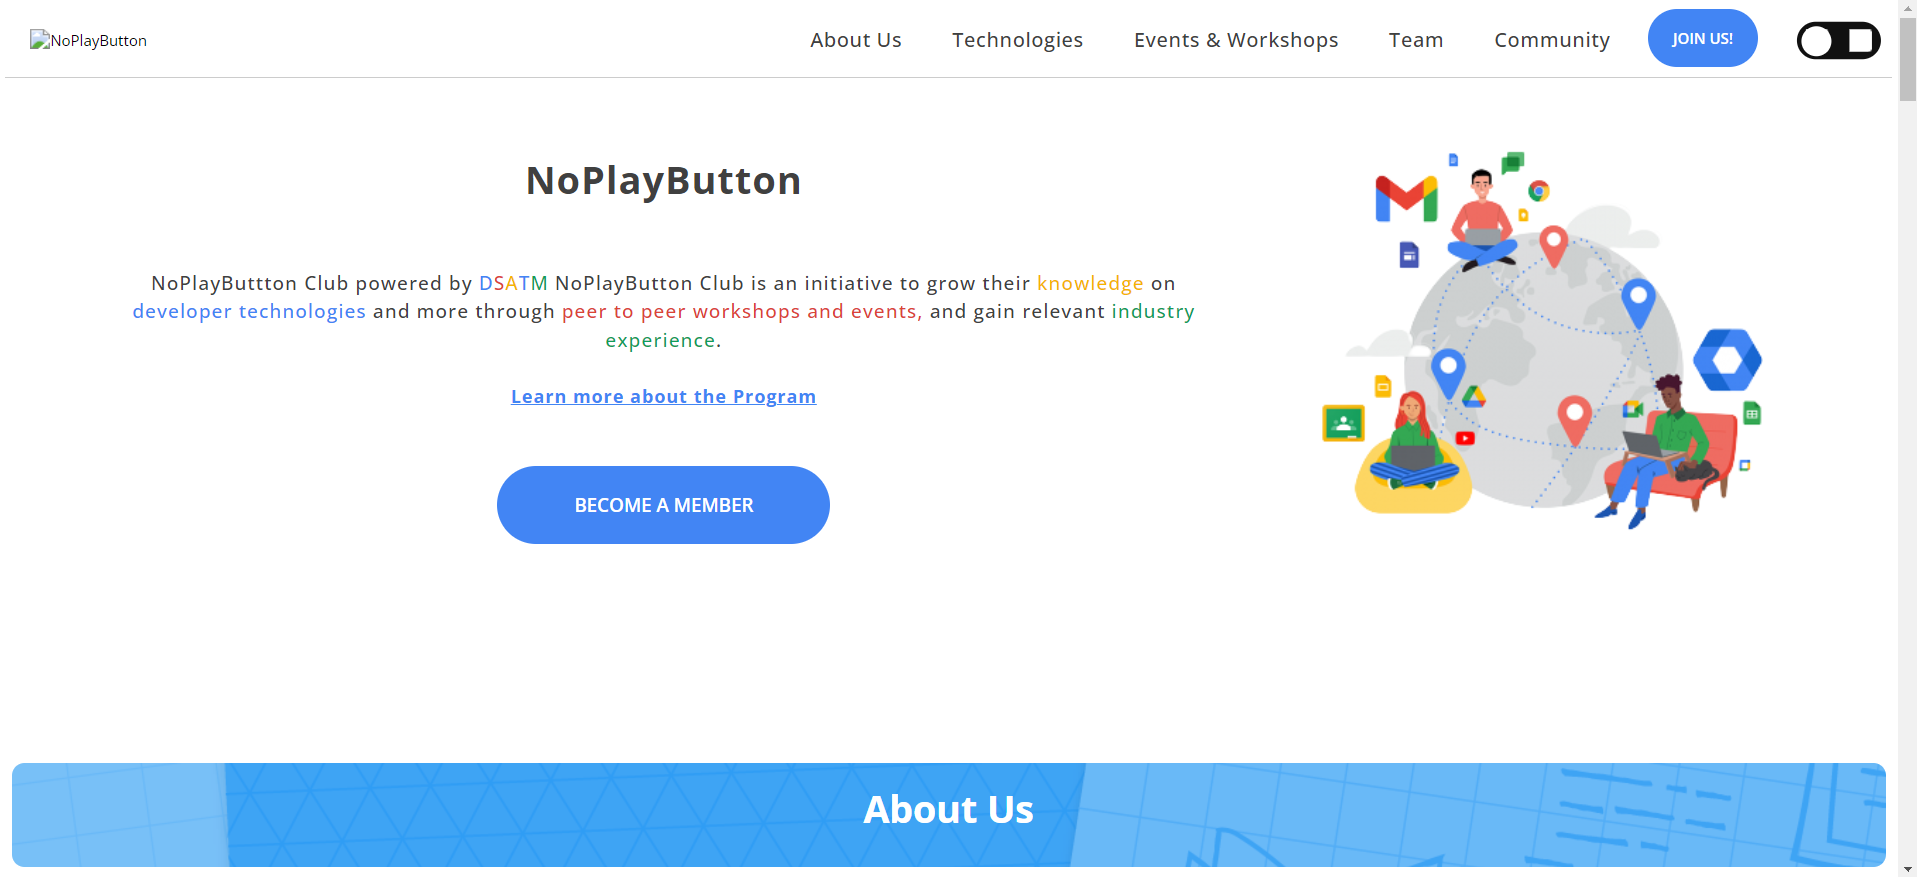 NoPlayButton
About Us
Technologies
Events & Workshops
Team
Community
JOIN US!
NoPlayButton
NoPlayButtton Club powered by DSATM NoPlayButton Club is an initiative to grow their knowledge on
developer technologies and more through peer to peer workshops and events, and gain relevant industry
experience.
Learn more about the Program
BECOME A MEMBER
About Us